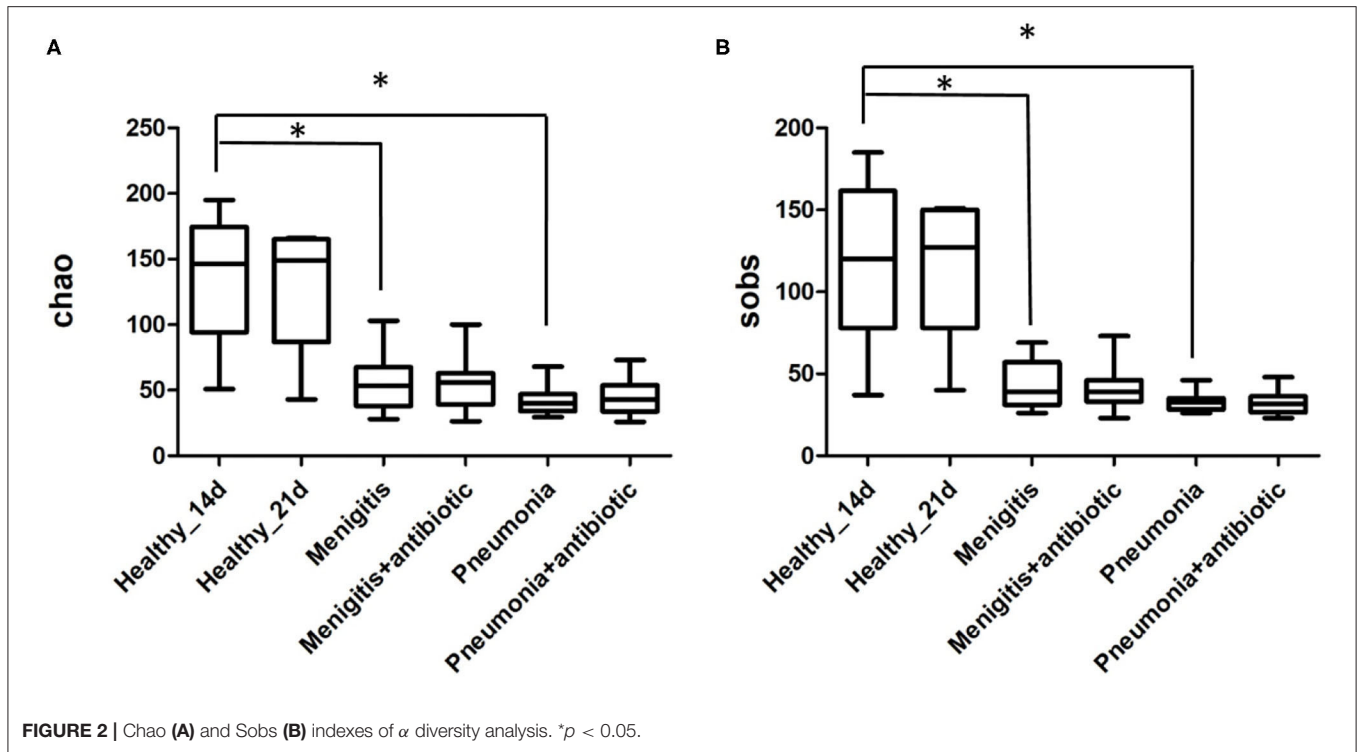 A
B
*
*
*
*
250
200
150
100
50
0
chao
Healthy_14d
Healthy_21d
Menigitis
Menigitis+antibiotic
Pneumonia
Pneumonia+antibiotic
200
150
100
50
0
sobs
Healthy_14d
Healthy_21d
Menigitis
Menigitis+antibiotic
Pneumonia
Pneumonia+antibiotic
FIGURE 2 | Chao (A) and Sobs (B) indexes of α diversity analysis. *p < 0.05.